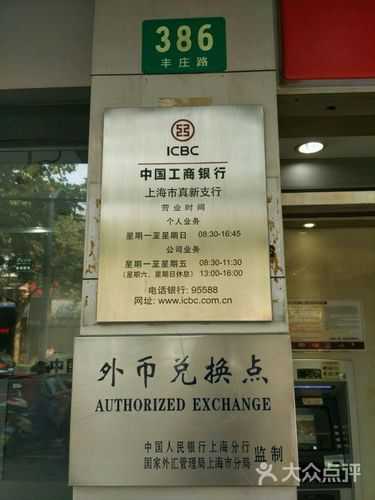 386
丰庄路
ICBC
中国工商银行
上海市真新支行
营业时间
个人业务
星期一至星期日 08:30-16:45
公司业务
星期一至星期五 08:30-11:30
(星期六、星期日休息) 13:00-16:00
电话银行: 95588
网址: www.icbc.com.cn
外币兑换点
AUTHORIZED EXCHANGE
中国人民银行上海分行
国家外汇管理局上海市分局 监制
大众点评